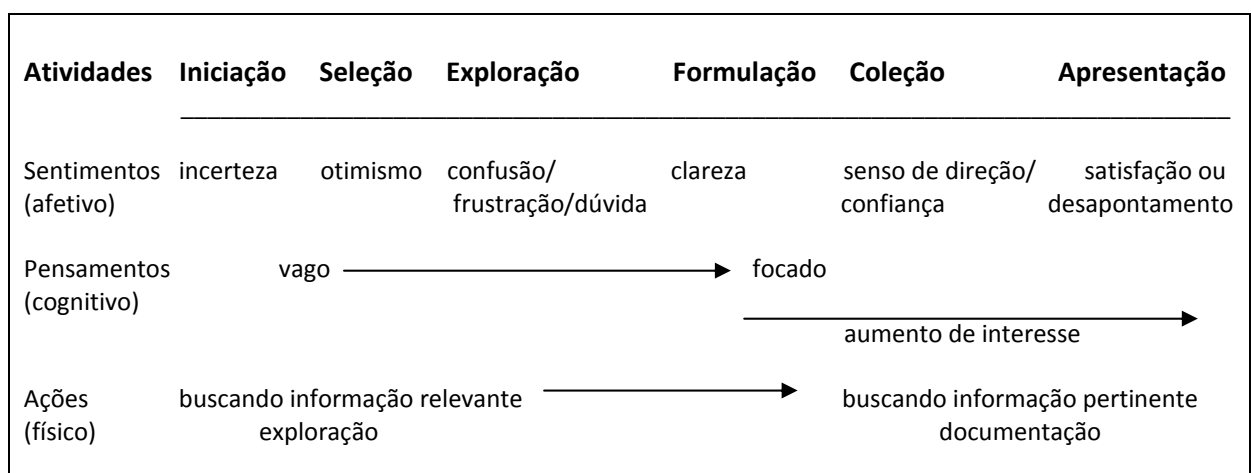 Atividades Iniciação Seleção Exploração Formulação Coleção Apresentação
Sentimentos incerteza otimismo confusão/ clareza senso de direção/ satisfação ou
(afetivo) frustração/dúvida confiança desapontamento
Pensamentos vago focado
(cognitivo)
aumento de interesse
Ações buscando informação relevante buscando informação pertinente
(físico) exploração documentação